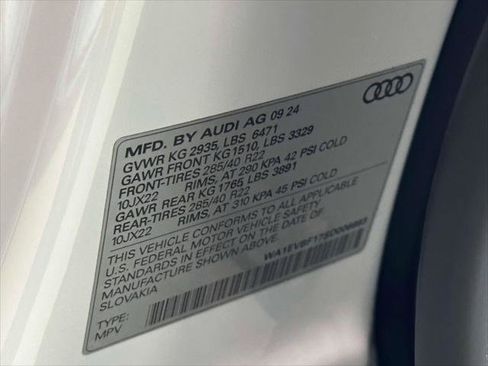 MFD. BY AUDI AG 09 24
GVWR KG 2935, LBS 6471
GAWR FRONT KG 1510, LBS 3329
FRONT-TIRES 285/40 R22
10JX22 RIMS, AT 290 KPA 42 PSI COLD
GAWR REAR KG 1765 LBS 3891
REAR-TIRES 285/40 R22
10JX22 RIMS, AT 310 KPA 45 PSI COLD
THIS VEHICLE CONFORMS TO ALL APPLICABLE
U.S. FEDERAL MOTOR VEHICLE SAFETY
STANDARDS IN EFFECT ON THE DATE OF
MANUFACTURE SHOWN ABOVE.
SLOVAKIA
TYPE:
MPV